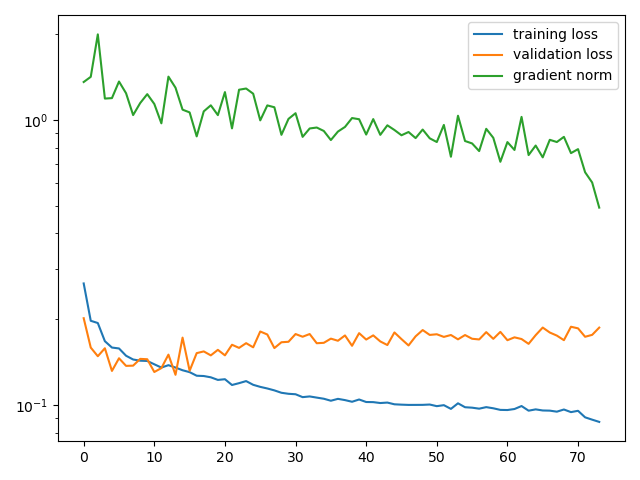 training loss
validation loss
gradient norm
10⁰
10⁻¹
0 10 20 30 40 50 60 70